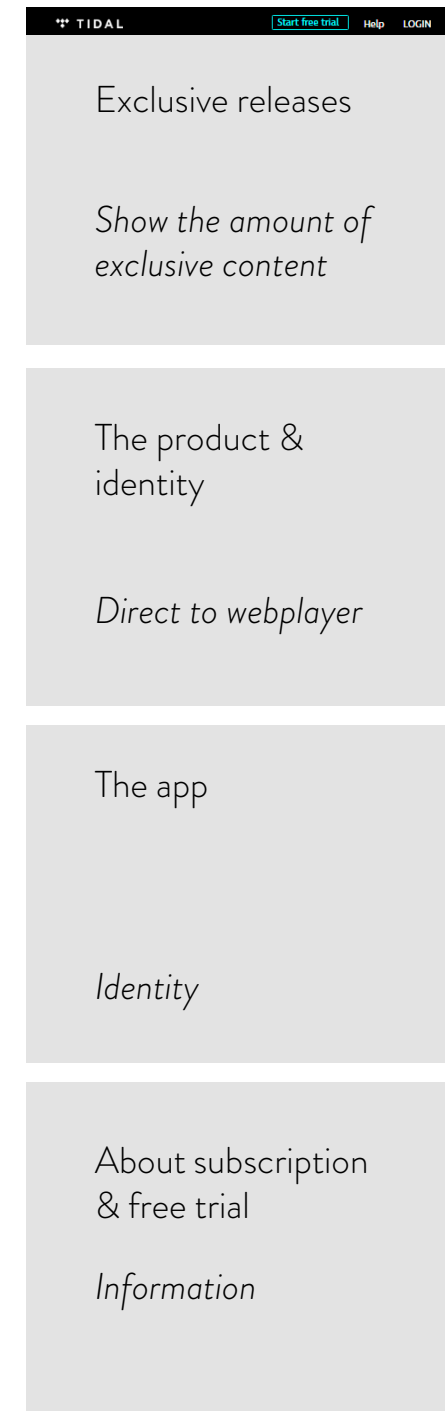 TIDAL Start free trial Help LOGIN
Exclusive releases
Show the amount of
exclusive content
The product &
identity
Direct to webplayer
The app
Identity
About subscription
& free trial
Information